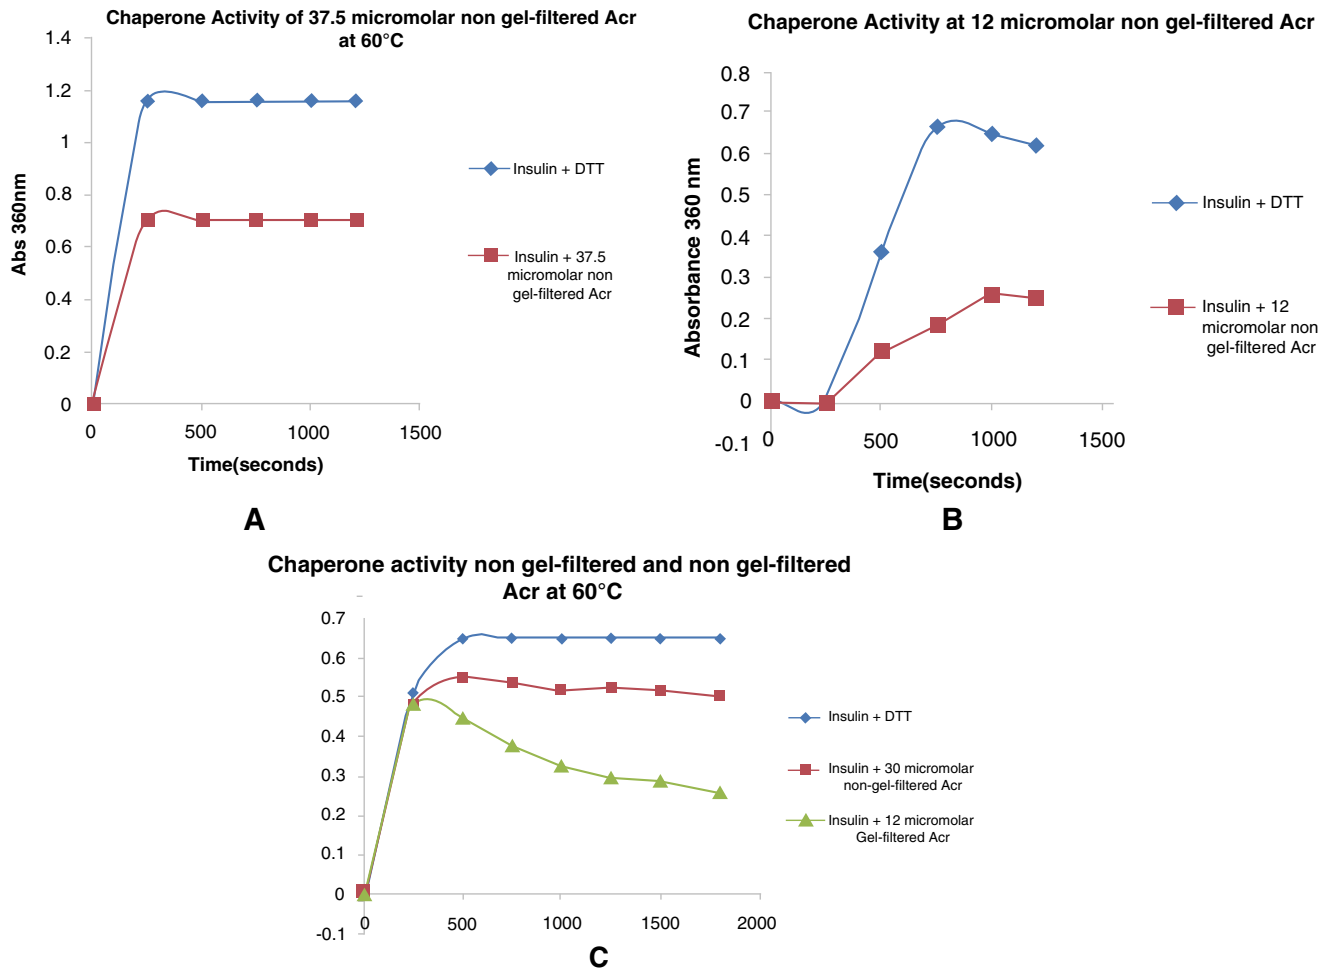 Chaperone Activity of 37.5 micromolar non gel-filtered Acr
at 60°C
1.4
1.2
1
0.8
0.6
0.4
0.2
0
Abs 360nm
0
500
1000
1500
Time(seconds)
Insulin + DTT
Insulin + 37.5
micromolar non
gel-filtered Acr
A
Chaperone Activity at 12 micromolar non gel-filtered Acr
0.8
0.7
0.6
0.5
0.4
0.3
0.2
0.1
0
-0.1
Absorbance 360 nm
0
500
1000
1500
Time(seconds)
Insulin + DTT
Insulin + 12
micromolar non
gel-filtered Acr
B
Chaperone activity non gel-filtered and non gel-filtered
Acr at 60°C
0.7
0.6
0.5
0.4
0.3
0.2
0.1
0
-0.1
0
500
1000
1500
2000
Insulin + DTT
Insulin + 30 micromolar
non-gel-filtered Acr
Insulin + 12 micromolar
Gel-filtered Acr
C